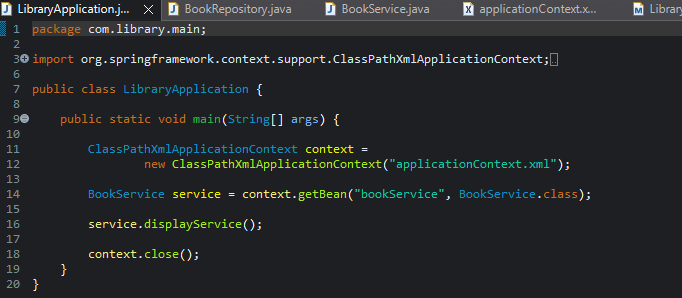 LibraryApplication.j... BookRepository.java BookService.java applicationContext.x... Library
1 package com.library.main;
2
3 import org.springframework.context.support.ClassPathXmlApplicationContext;
6
7 public class LibraryApplication {
8
9 public static void main(String[] args) {
10
11 ClassPathXmlApplicationContext context =
12 new ClassPathXmlApplicationContext("applicationContext.xml");
13
14 BookService service = context.getBean("bookService", BookService.class);
15
16 service.displayService();
17
18 context.close();
19 }
20 }